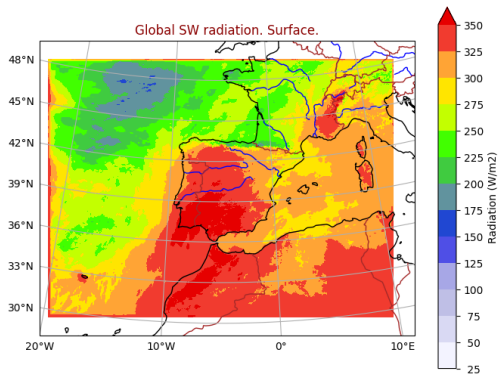 Global SW radiation. Surface.
48°N
45°N
42°N
39°N
36°N
33°N
30°N
20°W
10°W
0°
10°E
350
325
300
275
250
225
200
175
150
125
100
75
50
25
Radiation (W/m2)